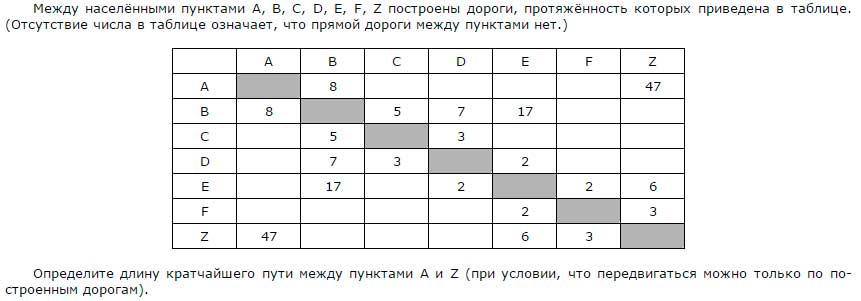 Между населёнными пунктами A, B, C, D, E, F, Z построены дороги, протяжённость которых приведена в таблице.
(Отсутствие числа в таблице означает, что прямой дороги между пунктами нет.)
A B C D E F Z
A 8 47
B 8 5 7 17
C 5 3
D 7 3 2
E 17 2 2 6
F 2 3
Z 47 6 3
Определите длину кратчайшего пути между пунктами A и Z (при условии, что передвигаться можно только по по-
строенным дорогам).